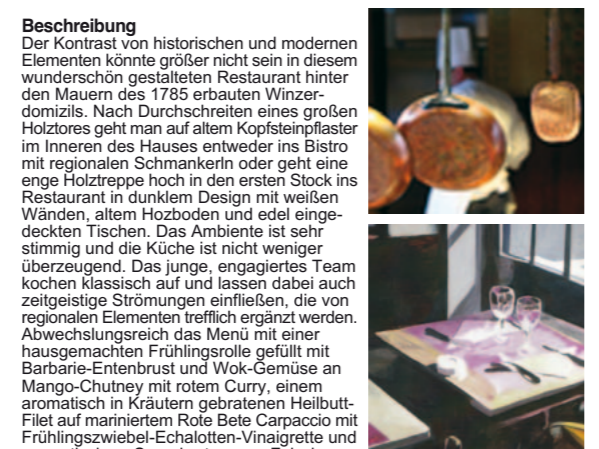 Beschreibung
Der Kontrast von historischen und modernen
Elementen könnte größer nicht sein in diesem
wunderschön gestalteten Restaurant hinter
den Mauern des 1785 erbauten Winzer-
domizils. Nach Durchschreiten eines großen
Holztores geht man auf altem Kopfsteinpflaster
im Inneren des Hauses entweder ins Bistro
mit regionalen Schmankerln oder geht eine
enge Holztreppe hoch in den ersten Stock ins
Restaurant in dunklem Design mit weißen
Wänden, altem Hozboden und edel einge-
deckten Tischen. Das Ambiente ist sehr
stimmig und die Küche ist nicht weniger
überzeugend. Das junge, engagiertes Team
kochen klassisch auf und lassen dabei auch
zeitgeistige Strömungen einfließen, die von
regionalen Elementen trefflich ergänzt werden.
Abwechslungsreich das Menü mit einer
hausgemachten Frühlingsrolle gefüllt mit
Barbarie-Entenbrust und Wok-Gemüse an
Mango-Chutney mit rotem Curry, einem
aromatisch in Kräutern gebratenen Heilbutt-
Filet auf mariniertem Rote Bete Carpaccio mit
Frühlingszwiebel-Echalotten-Vinaigrette und